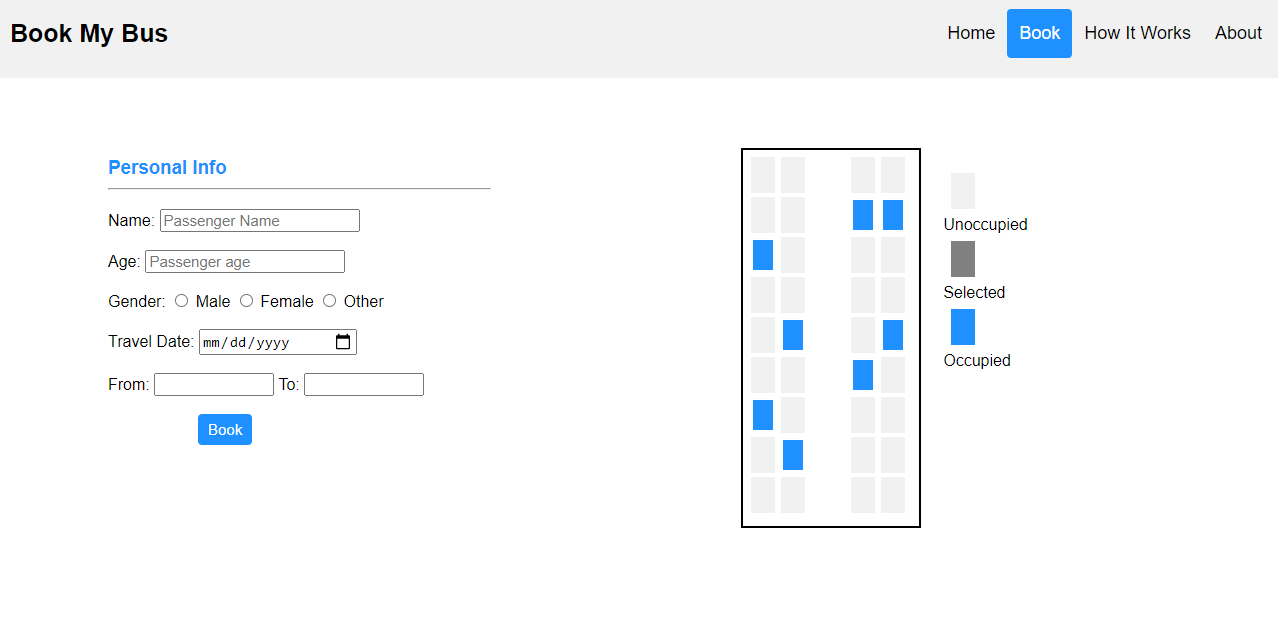 Book My Bus
Home Book How It Works About
Personal Info
Name: Passenger Name
Age: Passenger age
Gender: Male Female Other
Travel Date: mm/dd/yyyy
From: To:
Book
Unoccupied
Selected
Occupied